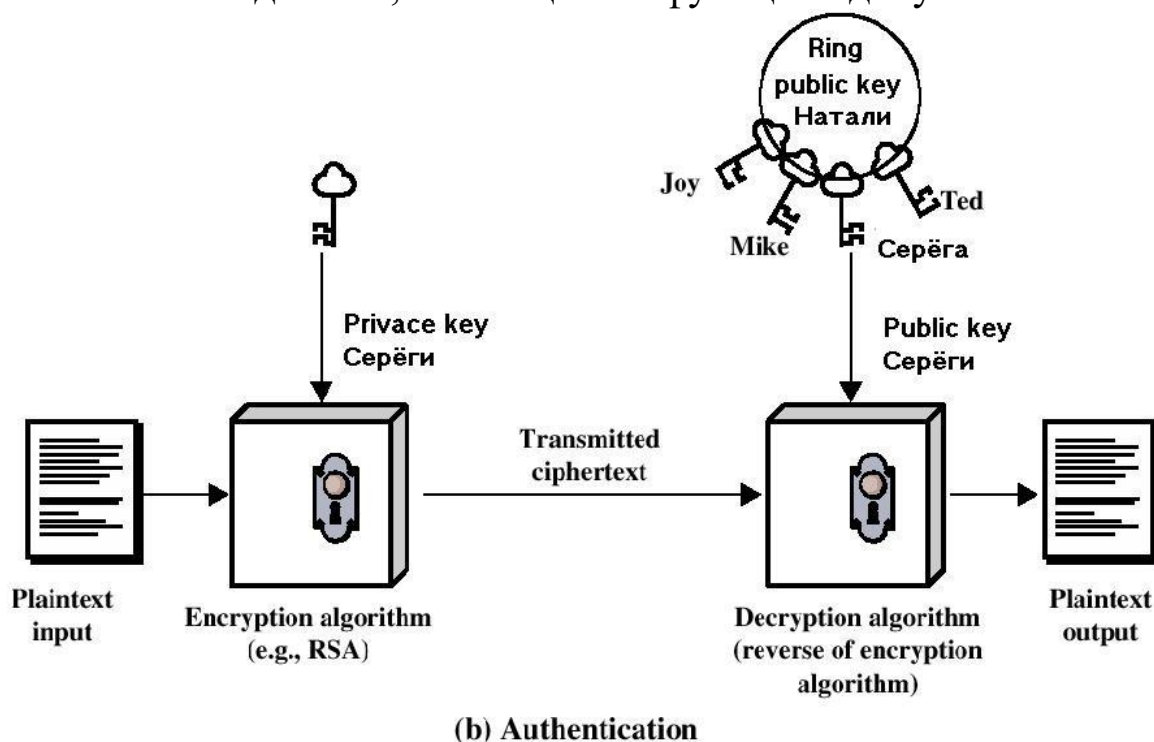 Ring
public key
Натали
Joy
Mike
Ted
Серёга
Privace key
Серёги
Public key
Серёги
Transmitted
ciphertext
Plaintext
input
Encryption algorithm
(e.g., RSA)
Decryption algorithm
(reverse of encryption
algorithm)
Plaintext
output
(b) Authentication